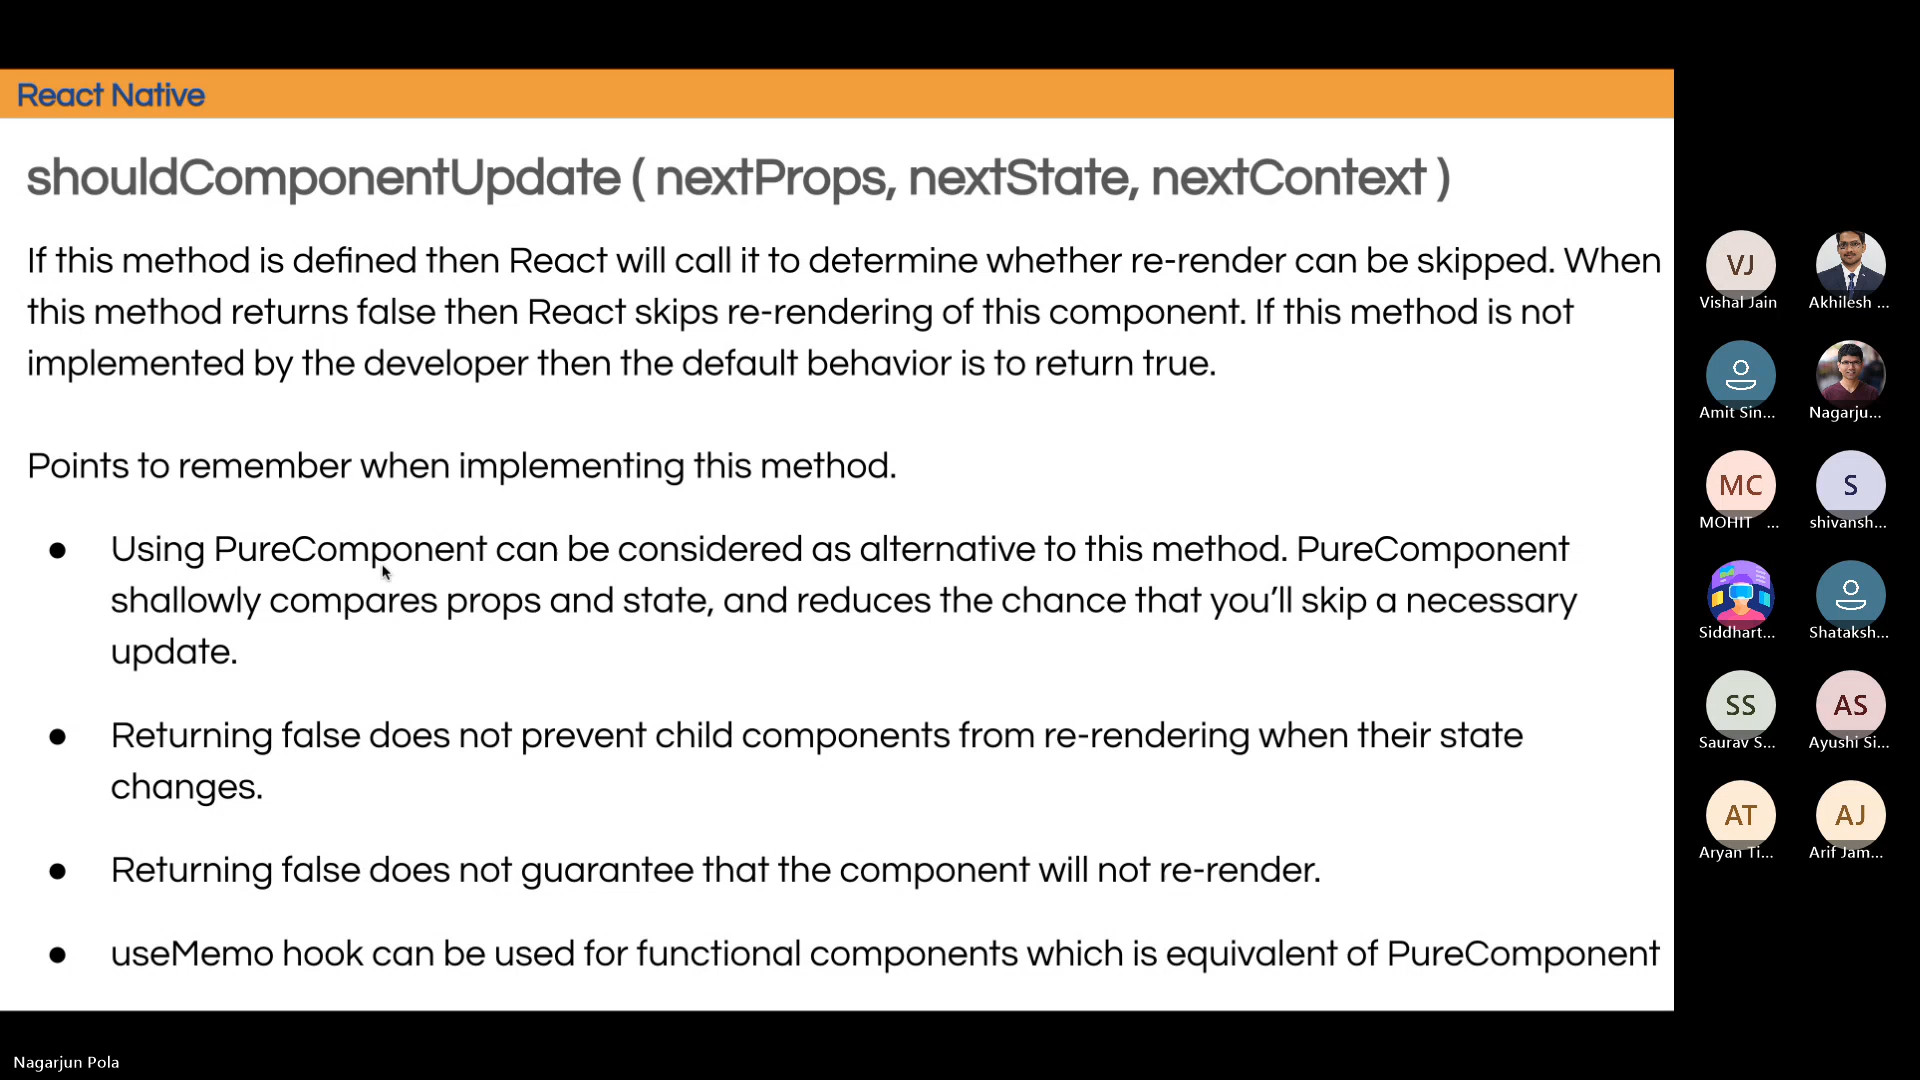 React Native
shouldComponentUpdate ( nextProps, nextState, nextContext )
If this method is defined then React will call it to determine whether re-render can be skipped. When
this method returns false then React skips re-rendering of this component. If this method is not
implemented by the developer then the default behavior is to return true.
Points to remember when implementing this method.
● Using PureComponent can be considered as alternative to this method. PureComponent
shallowly compares props and state, and reduces the chance that you’ll skip a necessary
update.
● Returning false does not prevent child components from re-rendering when their state
changes.
● Returning false does not guarantee that the component will not re-render.
● useMemo hook can be used for functional components which is equivalent of PureComponent
VJ
Vishal Jain
Akhilesh ...
Amit Sin...
Nagarju...
MC
MOHIT ...
S
shivansh...
Siddhart...
Shataksh...
SS
Saurav S...
AS
Ayushi Si...
AT
Aryan Ti...
AJ
Arif Jam...
Nagarjun Pola